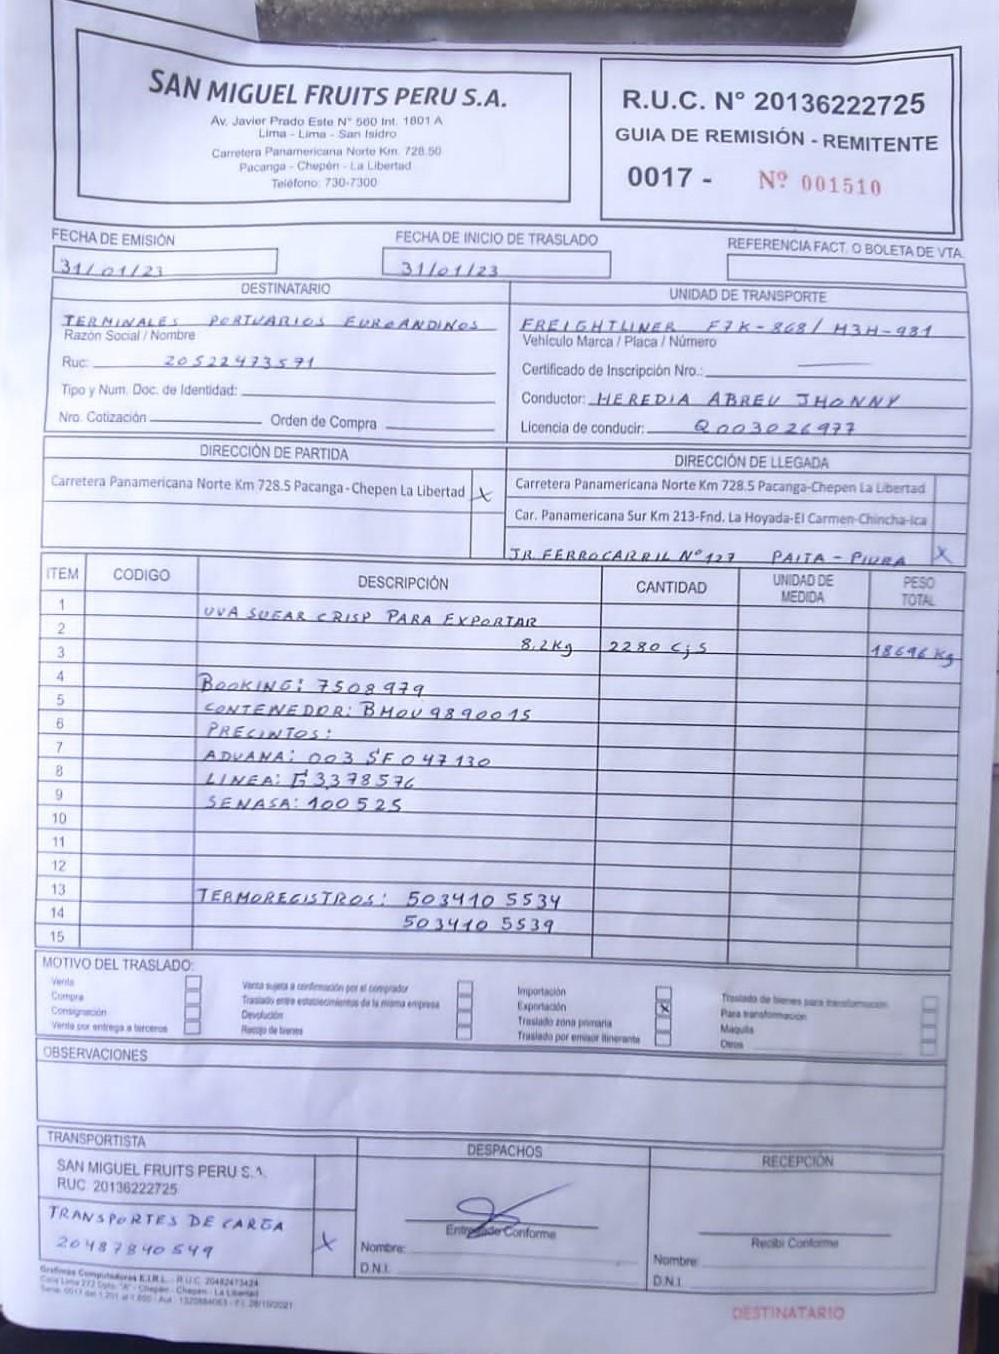 SAN MIGUEL FRUITS PERU S.A.
Av. Javier Prado Este N° 560 Int. 1801 A
Lima - Lima - San Isidro
Carretera Panamericana Norte Km. 728.50
Pacanga - Chepén - La Libertad
Teléfono: 730-7300
R.U.C. N° 20136222725
GUIA DE REMISIÓN - REMITENTE
0017 - Nº 001510
FECHA DE EMISIÓN
31/01/23
FECHA DE INICIO DE TRASLADO
31/01/23
REFERENCIA FACT. O BOLETA DE VTA.
DESTINATARIO
TERMINALES PORTUARIOS EUROANDINOS
Razón Social / Nombre
Ruc: 20522473571
Tipo y Num. Doc. de Identidad:
Nro. Cotización Orden de Compra
UNIDAD DE TRANSPORTE
FREIGHTLINER F7K-868/ M3H-981
Vehículo Marca / Placa / Número
Certificado de Inscripción Nro.:
Conductor: HEREDIA ABREU JHONNY
Licencia de conducir: Q003026977
DIRECCIÓN DE PARTIDA
Carretera Panamericana Norte Km 728.5 Pacanga-Chepen La Libertad X
DIRECCIÓN DE LLEGADA
Carretera Panamericana Norte Km 728.5 Pacanga-Chepen La Libertad
Car. Panamericana Sur Km 213-Fnd. La Hoyada-El Carmen-Chincha-Ica
JR FERROCARRIL Nº 127 PAITA - PIURA X
ITEM CODIGO DESCRIPCIÓN CANTIDAD UNIDAD DE MEDIDA PESO TOTAL
1 UVA SUGAR CRISP PARA EXPORTAR
2 8.2Kg 2280 CjS 18696 Kg
3
4 BOOKING: 7508979
5 CONTENEDOR: BMOU 9890015
6 PRECINTOS:
7 ADUANA: 003 SF 047130
8 LINEA: G3378576
9 SENASA: 100525
10
11
12
13 TERMOREGISTROS: 503410 5534
14 503410 5539
15
MOTIVO DEL TRASLADO:
Venta
Compra
Consignación
Venta por entrega a terceros
Venta sujeta a confirmación por el comprador
Traslado entre establecimientos de la misma empresa
Devolución
Recojo de bienes
Importación
Exportación X
Traslado zona primaria
Traslado por emisor itinerante
Traslado de bienes para transformación
Para transformación
Maquila
Otros
OBSERVACIONES
TRANSPORTISTA
SAN MIGUEL FRUITS PERU S.A.
RUC 20136222725
TRANSPORTES DE CARGA
20487840549 X
DESPACHOS
Entregado Conforme
Nombre:
D.N.I.
RECEPCIÓN
Recibí Conforme
Nombre
D.N.I.
R.U.C. 20482473424
Chepén - Chepén - La Libertad
DESTINATARIO